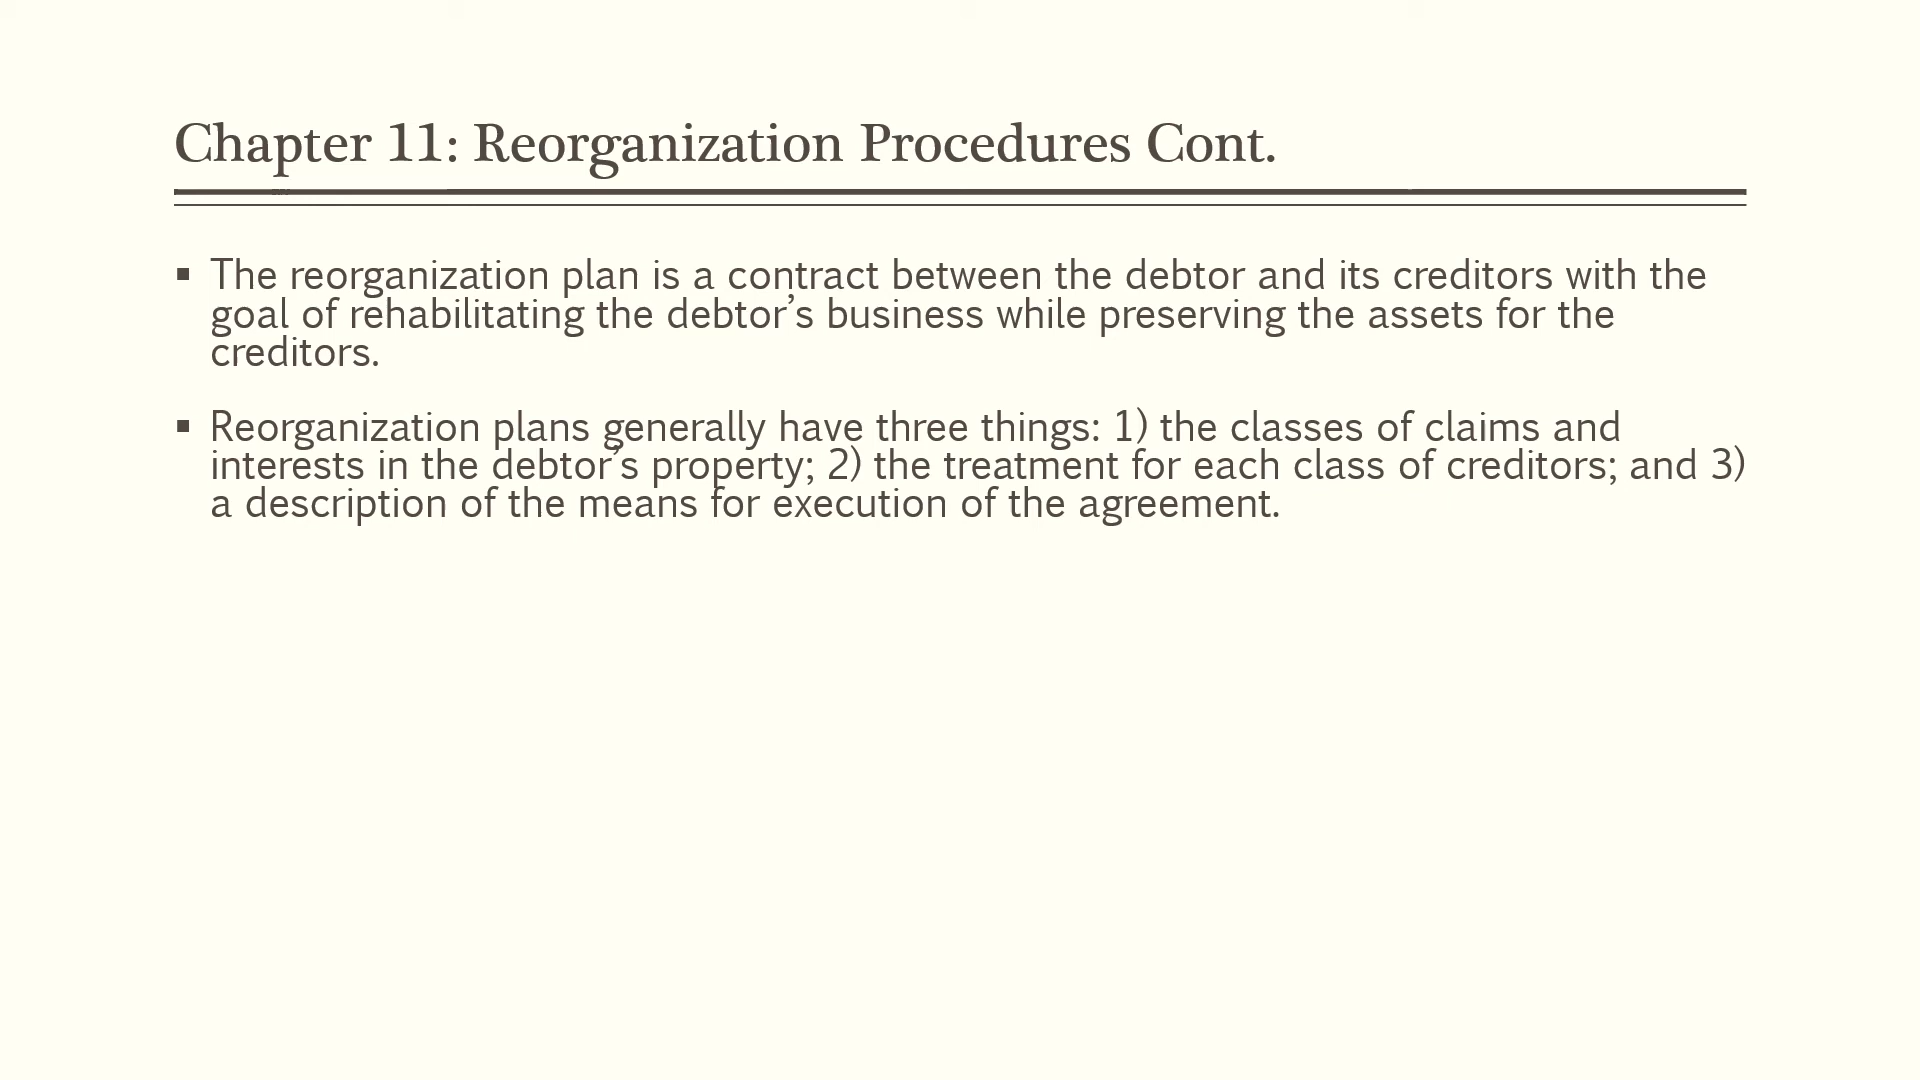 Chapter 11: Reorganization Procedures Cont.
▪ The reorganization plan is a contract between the debtor and its creditors with the
goal of rehabilitating the debtor’s business while preserving the assets for the
creditors.
▪ Reorganization plans generally have three things: 1) the classes of claims and
interests in the debtor’s property; 2) the treatment for each class of creditors; and 3)
a description of the means for execution of the agreement.